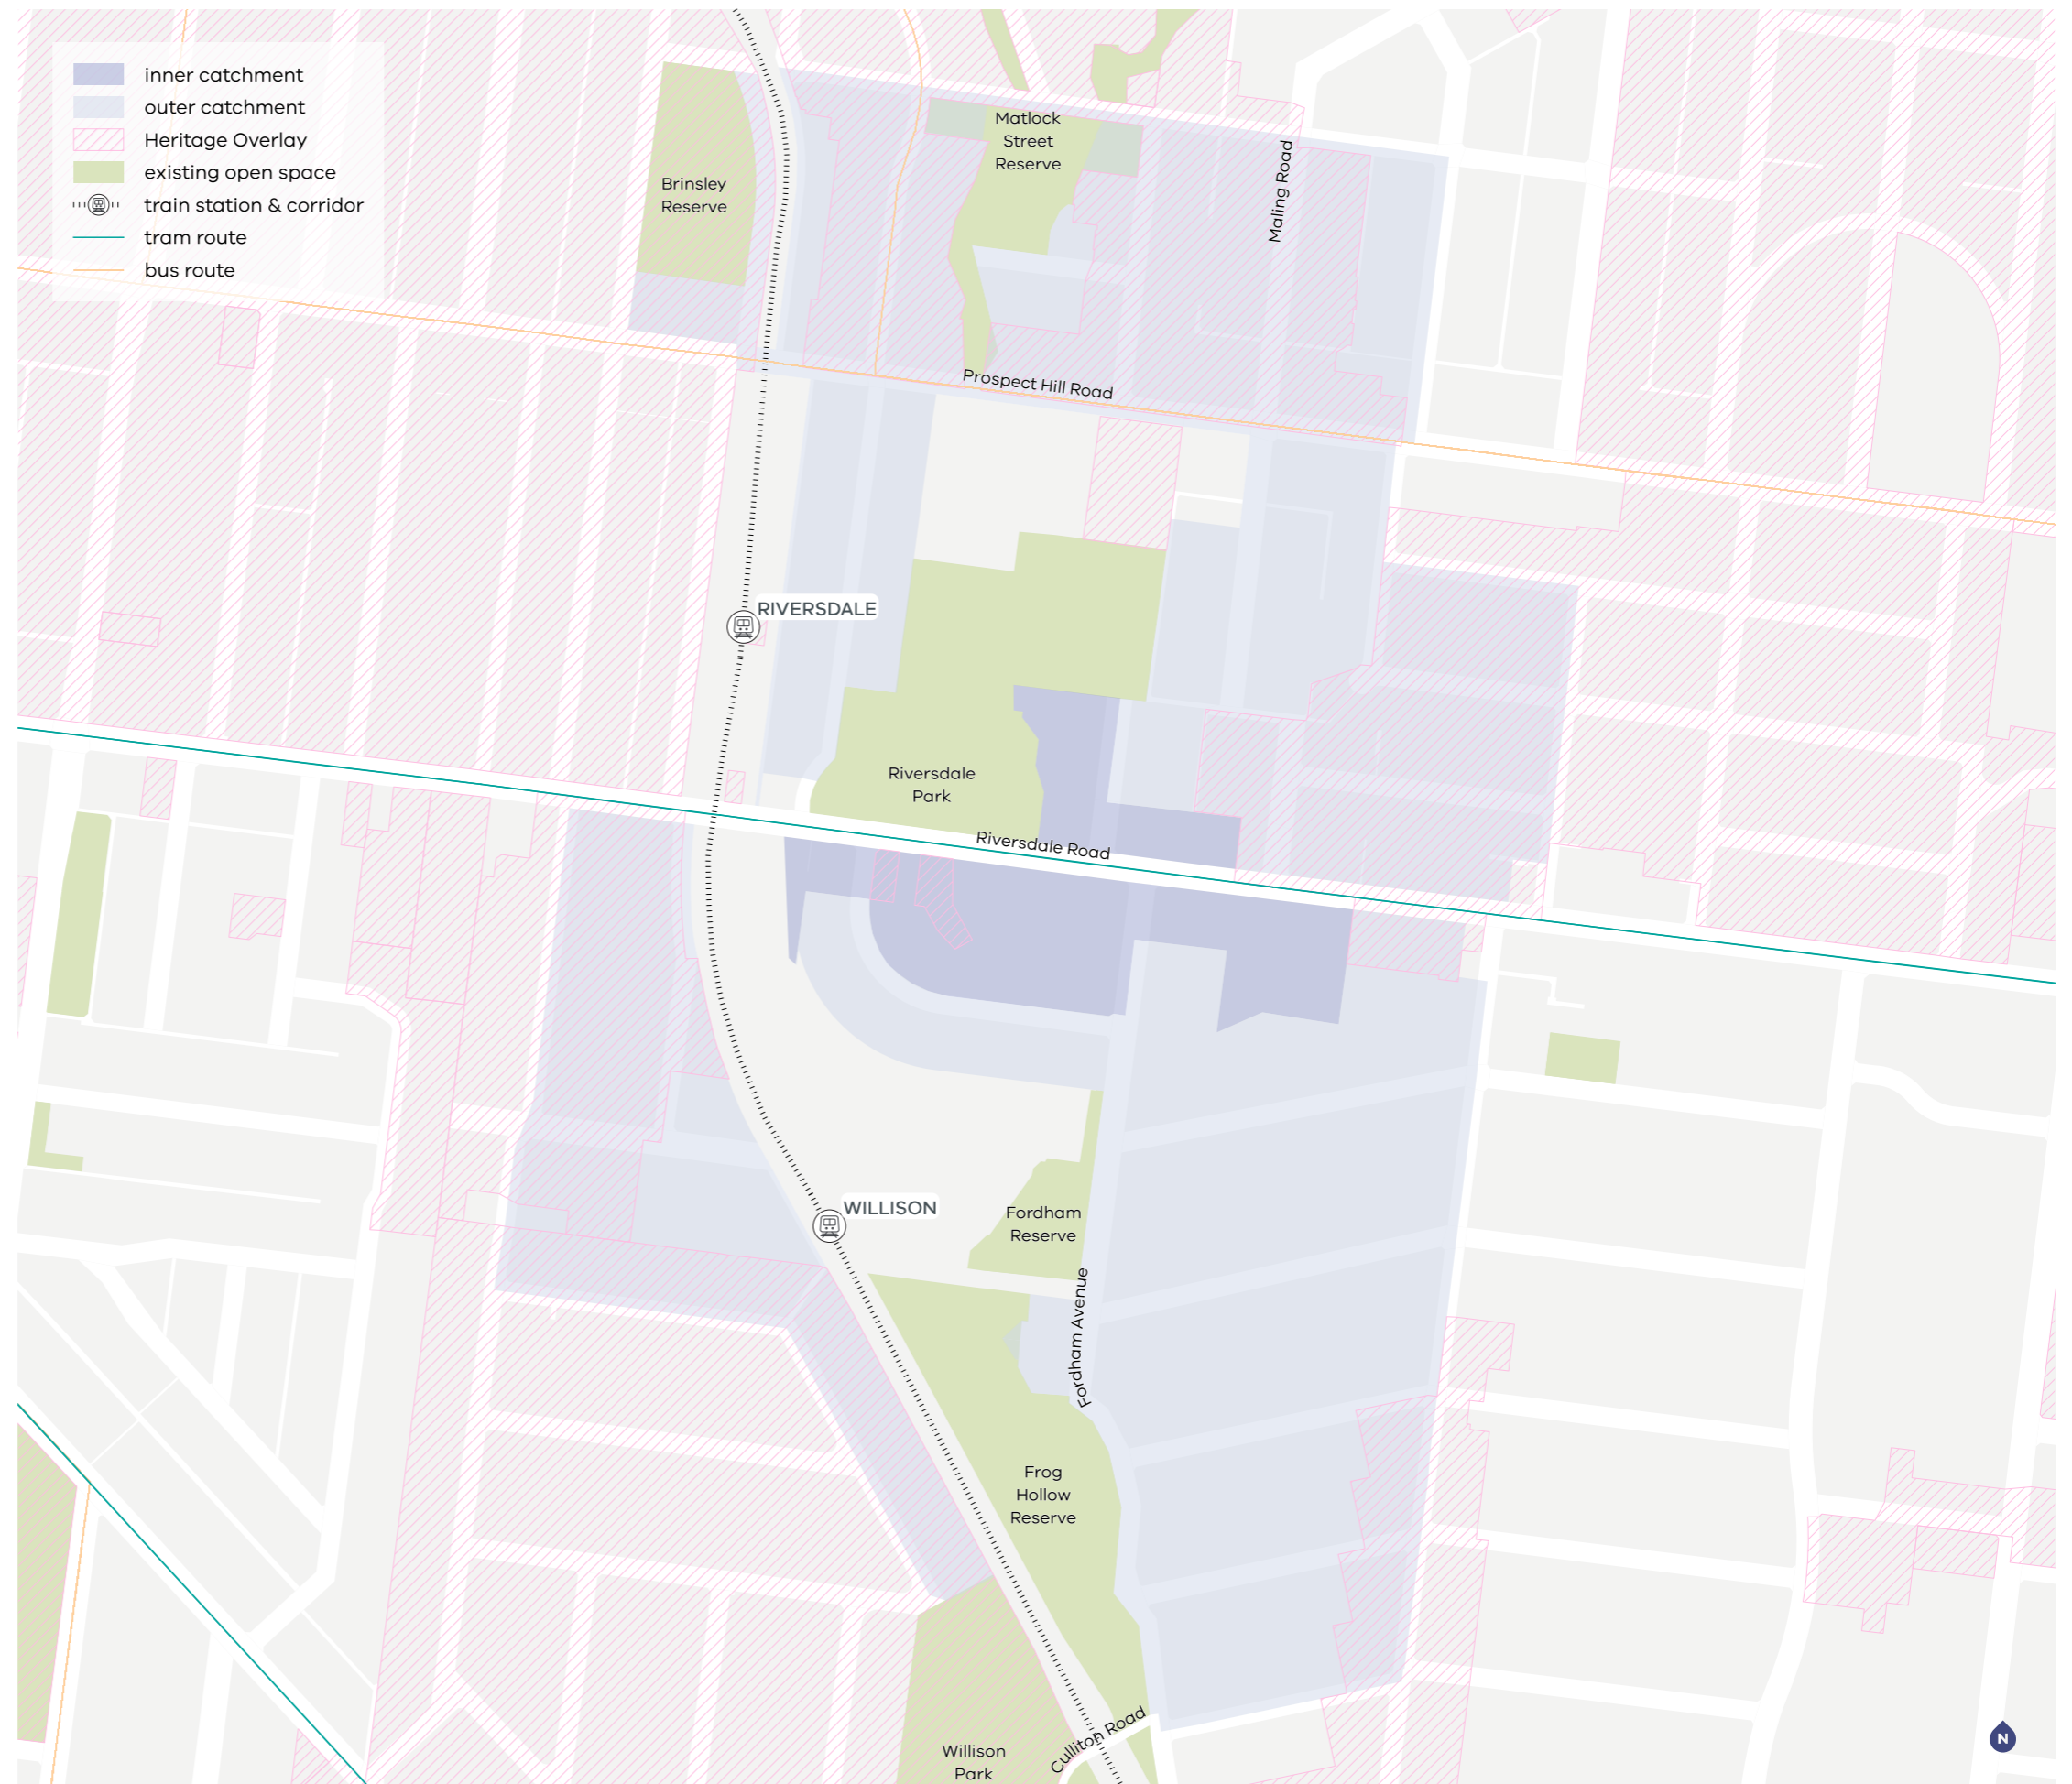 inner catchment
outer catchment
Heritage Overlay
existing open space
train station & corridor
tram route
bus route
Matlock
Street
Reserve
Brinsley
Reserve
Maling Road
Prospect Hill Road
RIVERSDALE
Riversdale
Park
Riversdale Road
WILLISON
Fordham
Reserve
Fordham Avenue
Frog
Hollow
Reserve
Culliton Road
Willison
Park
N